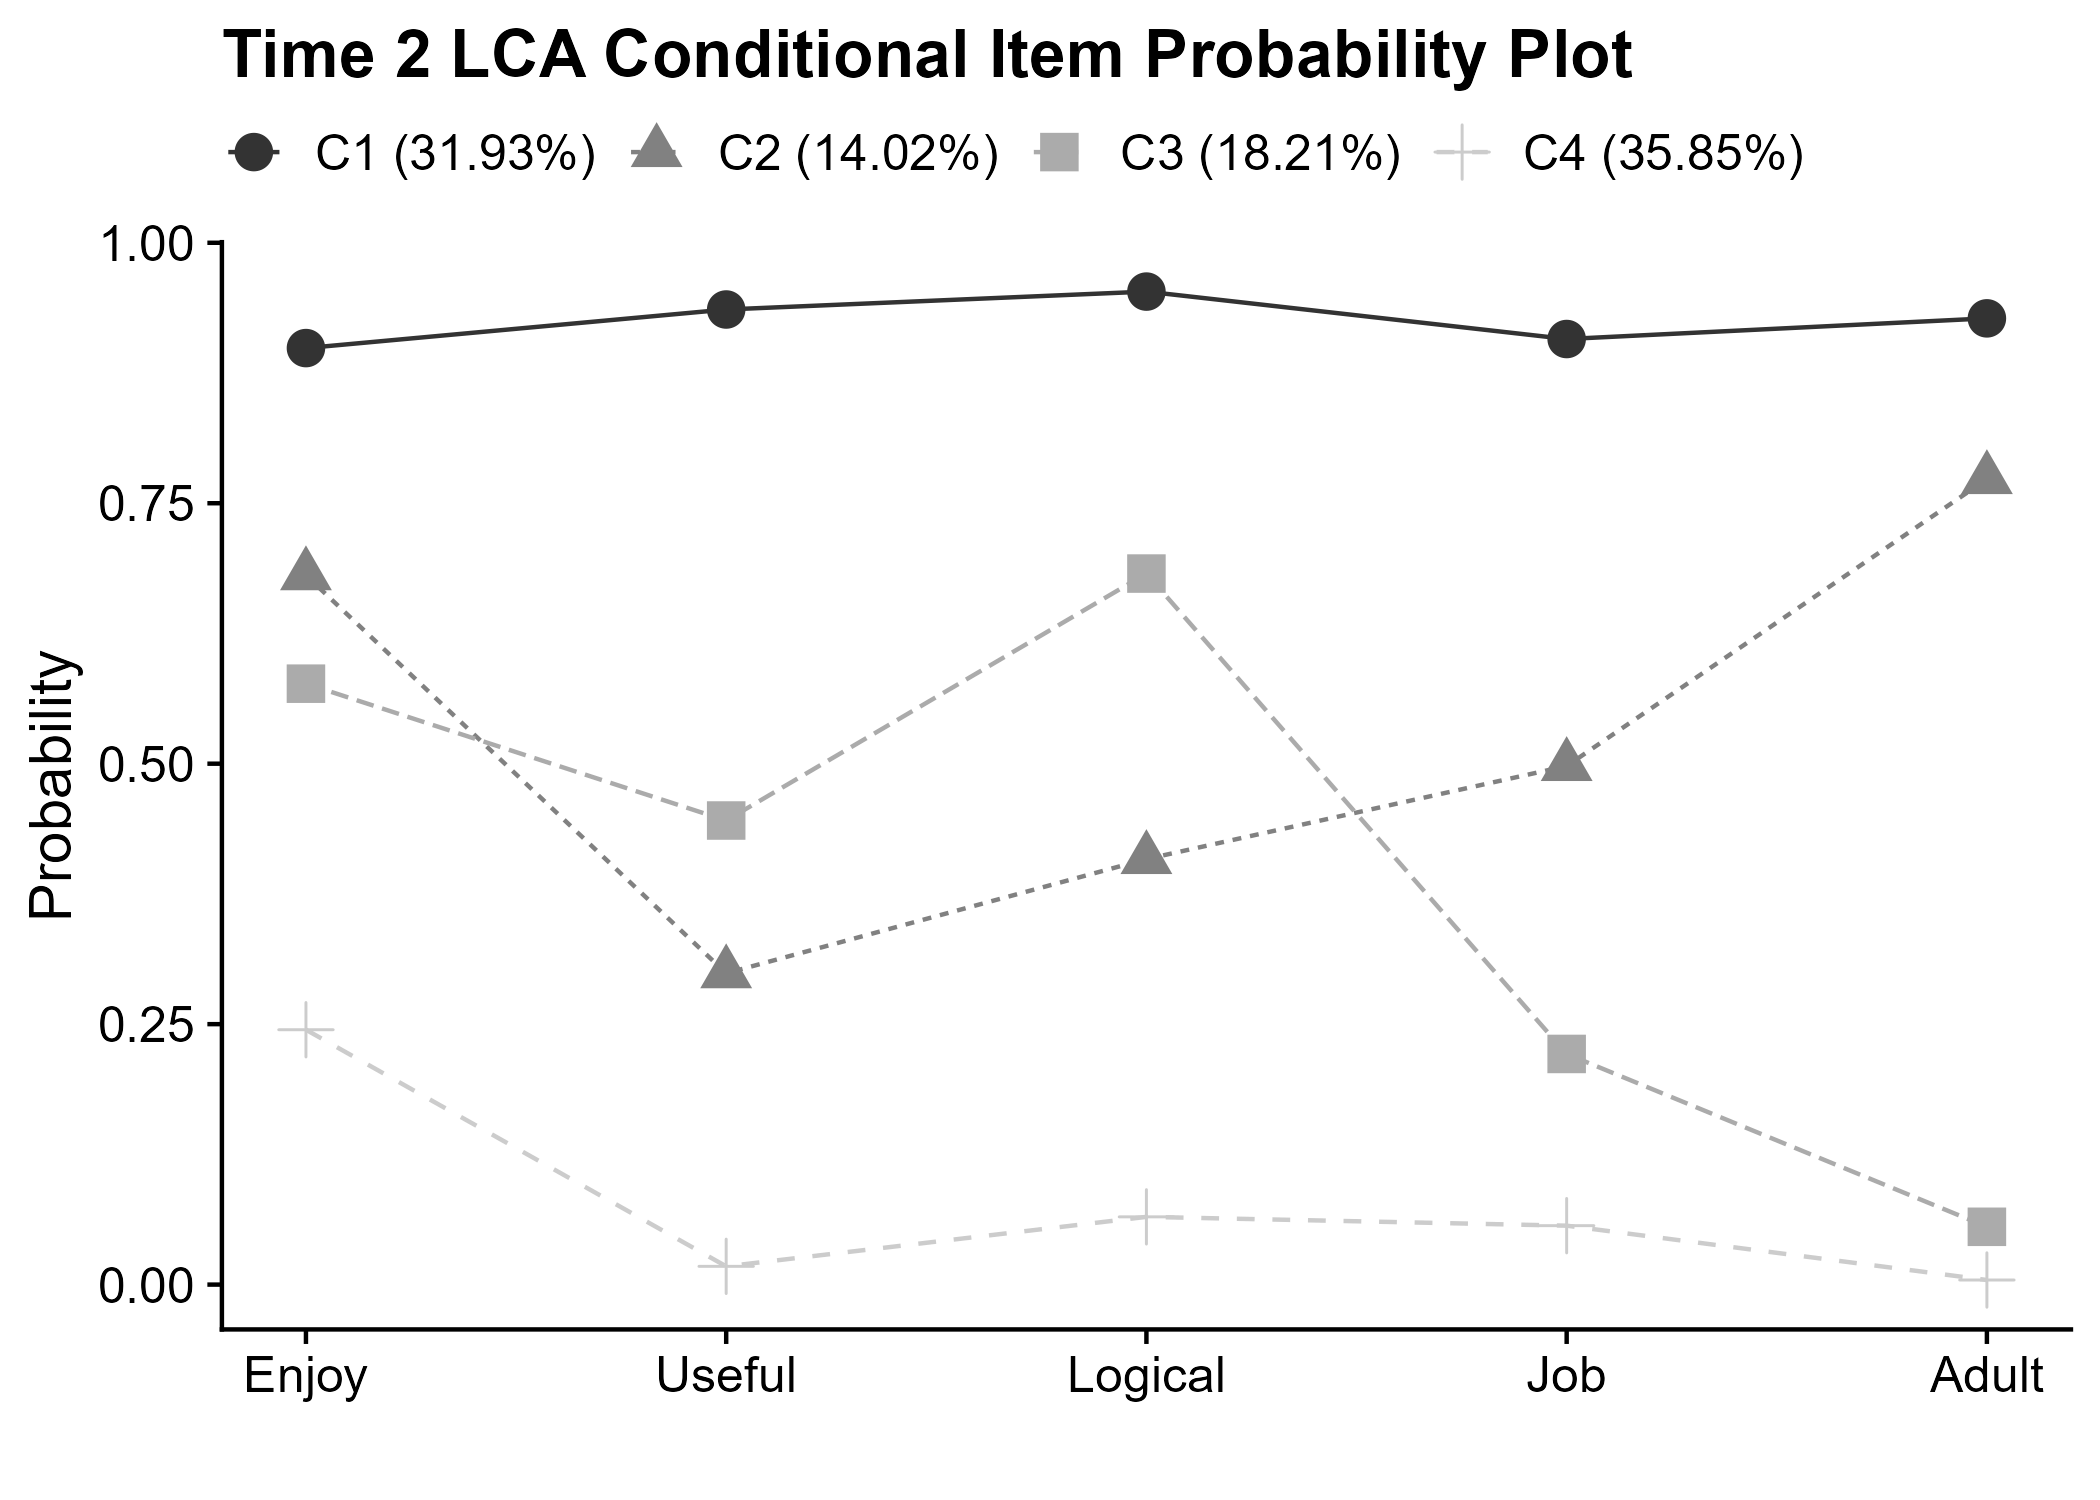 Time 2 LCA Conditional Item Probability Plot
C1 (31.93%) C2 (14.02%) C3 (18.21%) C4 (35.85%)
1.00
0.75
0.50
0.25
0.00
Probability
Enjoy Useful Logical Job Adult